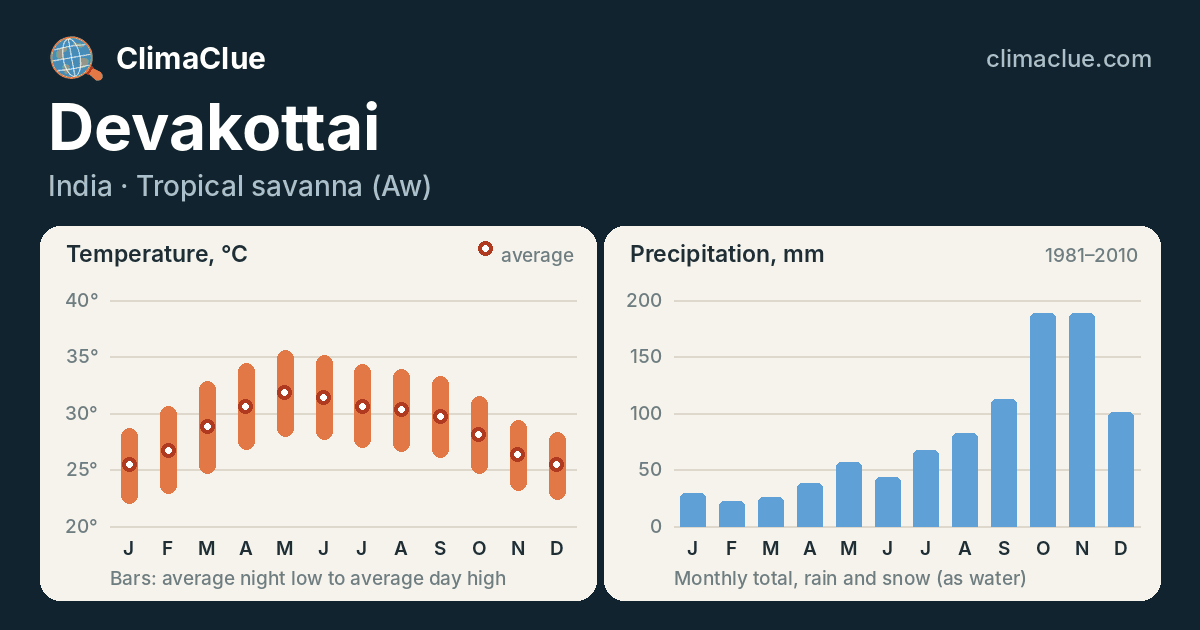 ClimaClue
climaclue.com
Devakottai
India · Tropical savanna (Aw)
Temperature, °C
average
40°
35°
30°
25°
20°
J F M A M J J A S O N D
Bars: average night low to average day high
Precipitation, mm
1981–2010
200
150
100
50
0
J F M A M J J A S O N D
Monthly total, rain and snow (as water)